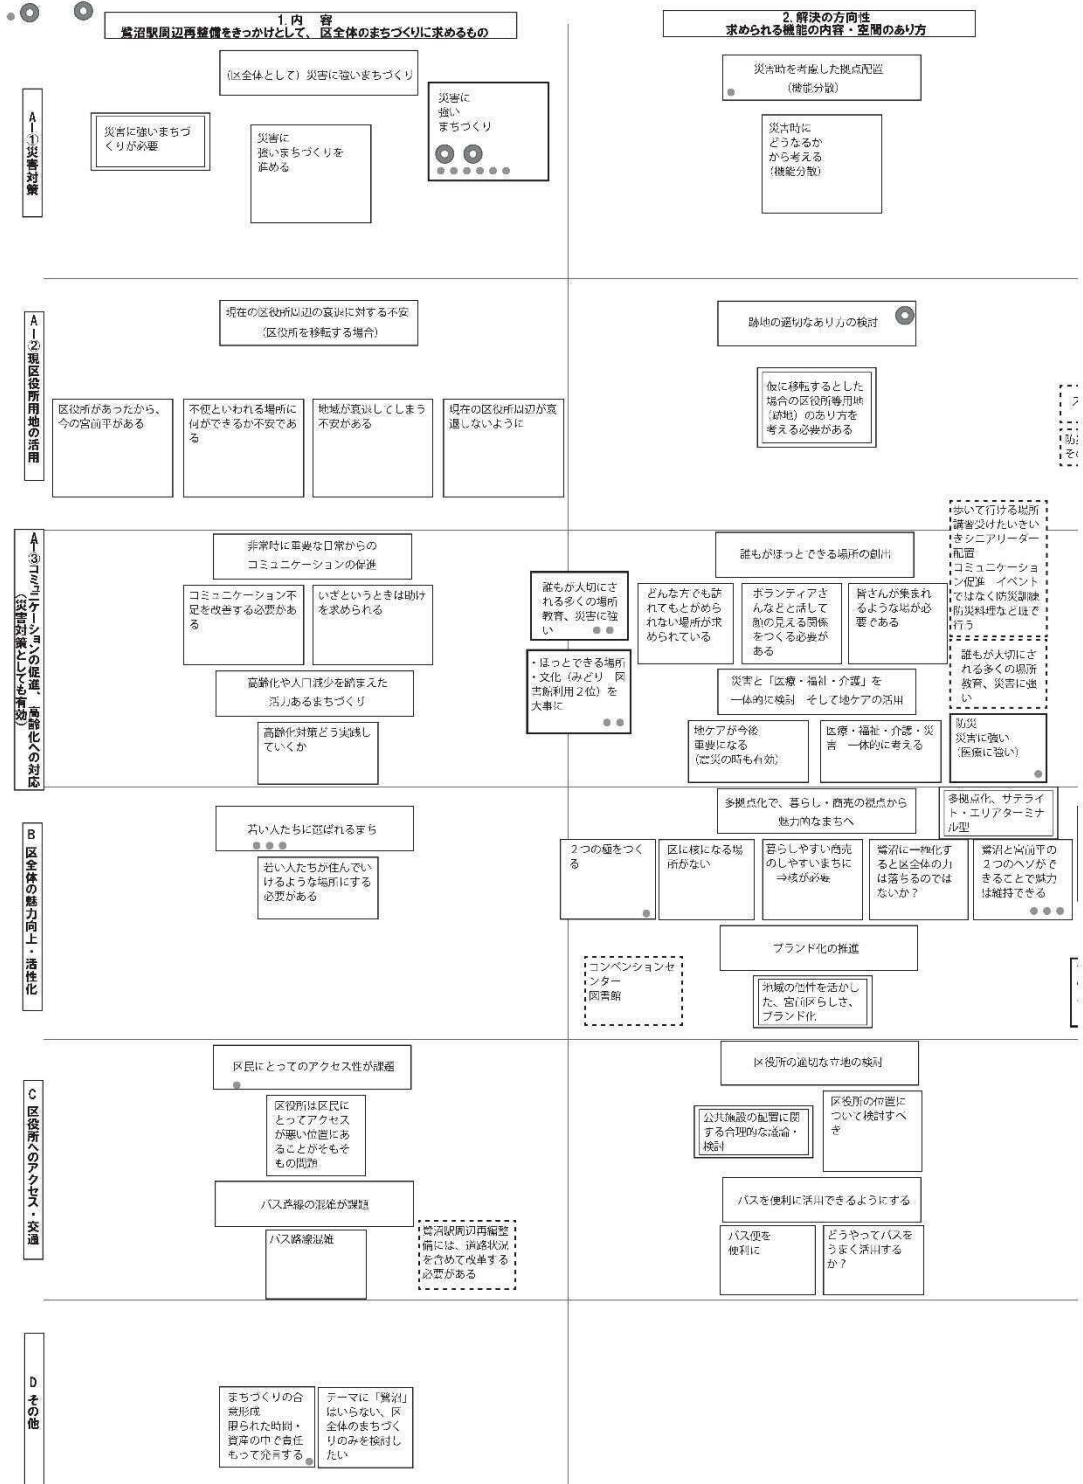 1. 内　容
鷺沼駅周辺再整備をきっかけとして、区全体のまちづくりに求めるもの
2. 解決の方向性
求められる機能の内容・空間のあり方
A－①災害対策
（区全体として）災害に強いまちづくり
災害に強いまちづ
くりが必要
災害に
強いまちづくりを
進める
災害に
強い
まちづくり
災害時を考慮した拠点配置
（機能分散）
災害時に
どうなるか
から考える
（機能分散）
A－②現区役所用地の活用
現在の区役所周辺の衰退に対する不安
（区役所を移転する場合）
区役所があったから、
今の宮前平がある
不便といわれる場所に
何ができるか不安であ
る
地域が衰退してしまう
不安がある
現在の区役所周辺が衰
退しないように
跡地の適切なあり方の検討
仮に移転するとした
場合の区役所等用地
（跡地）のあり方を
考える必要がある
A－③コミュニケーションの促進、高齢化への対応
（災害対策としても有効）
非常時に重要な日常からの
コミュニケーションの促進
コミュニケーション不
足を改善する必要があ
る
いざというときは助け
を求められる
高齢化や人口減少を踏まえた
活力あるまちづくり
高齢化対策どう実践し
ていくか
誰もが大切にさ
れる多くの場所
教育、災害に強
い
・ほっとできる場所
・文化（みどり　図
書館利用２位）を
大事に
誰もがほっとできる場所の創出
どんな方でも訪
れてもとがめら
れない場所が求
められている
ボランティアさ
んなどと話して
顔の見える関係
をつくる必要が
ある
皆さんが集まれ
るような場が必
要である
災害と「医療・福祉・介護」を
一体的に検討　そして地ケアの活用
地ケアが今後
重要になる
（震災の時も有効）
医療・福祉・介護・災
害　一体的に考える
歩いて行ける場所
講習受けたいきい
きシニアリーダー
配置
コミュニケーショ
ン促進　イベント
ではなく防災訓練
防災料理など班で
行う
誰もが大切にさ
れる多くの場所
教育、災害に強
い
防災
災害に強い
（医療に強い）
B　区全体の魅力向上・活性化
若い人たちに選ばれるまち
若い人たちが住んでい
けるような場所にする
必要がある
多拠点化で、暮らし・商売の視点から
魅力的なまちへ
多拠点化、サテライ
ト・エリアターミナ
ル型
２つの極をつく
る
区に核になる場
所がない
暮らしやすい商売
のしやすいまちに
⇒核が必要
鷺沼に一極化す
ると区全体の力
は落ちるのでは
ないか？
鷺沼と宮前平の
２つのヘソがで
きることで魅力
は維持できる
ブランド化の推進
コンベンションセ
ンター
図書館
地域の個性を活かし
た、宮前区らしさ、
ブランド化
C　区役所へのアクセス・交通
区民にとってのアクセス性が課題
区役所は区民に
とってアクセス
が悪い位置にあ
ることがそもそ
もの問題
バス路線の混雑が課題
バス路線混雑
鷺沼駅周辺再編整
備には、道路状況
を含めて改革する
必要がある
区役所の適切な立地の検討
公共施設の配置に関
する合理的な議論・
検討
区役所の位置に
ついて検討すべ
き
バスを便利に活用できるようにする
バス便を
便利に
どうやってバスを
うまく活用する
か？
D　その他
まちづくりの合
意形成
限られた時間・
資産の中で責任
もって発言する
テーマに「鷺沼」
はいらない、区
全体のまちづく
りのみを検討し
たい